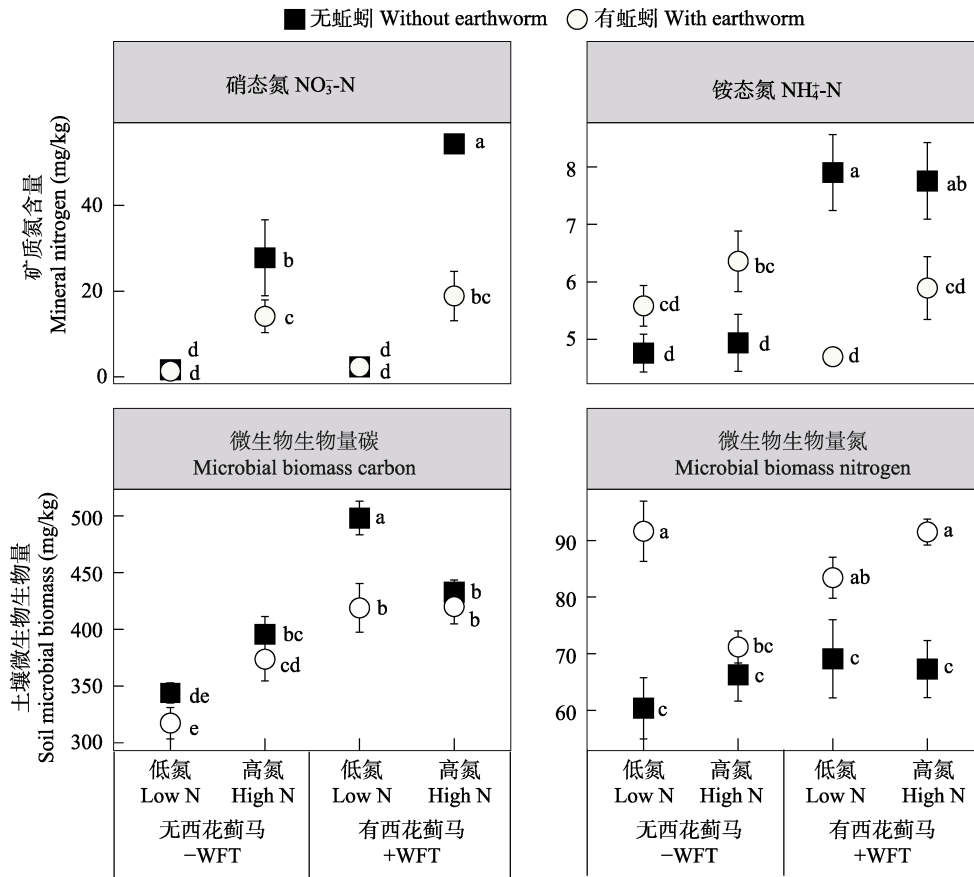 无蚯蚓 Without earthworm 有蚯蚓 With earthworm
硝态氮 NO₃⁻-N
矿质氮含量
Mineral nitrogen (mg/kg)
40
20
0
d
d
b
c
d
d
a
bc
铵态氮 NH₄⁺-N
8
7
6
5
cd
d
bc
d
a
d
ab
cd
微生物生物量碳
Microbial biomass carbon
土壤微生物生物量
Soil microbial biomass (mg/kg)
500
450
400
350
300
de
e
bc
cd
a
b
b
b
微生物生物量氮
Microbial biomass nitrogen
90
80
70
60
a
c
bc
c
ab
c
a
c
低氮 高氮 低氮 高氮
Low N High N Low N High N
无西花蓟马 有西花蓟马
−WFT +WFT
低氮 高氮 低氮 高氮
Low N High N Low N High N
无西花蓟马 有西花蓟马
−WFT +WFT